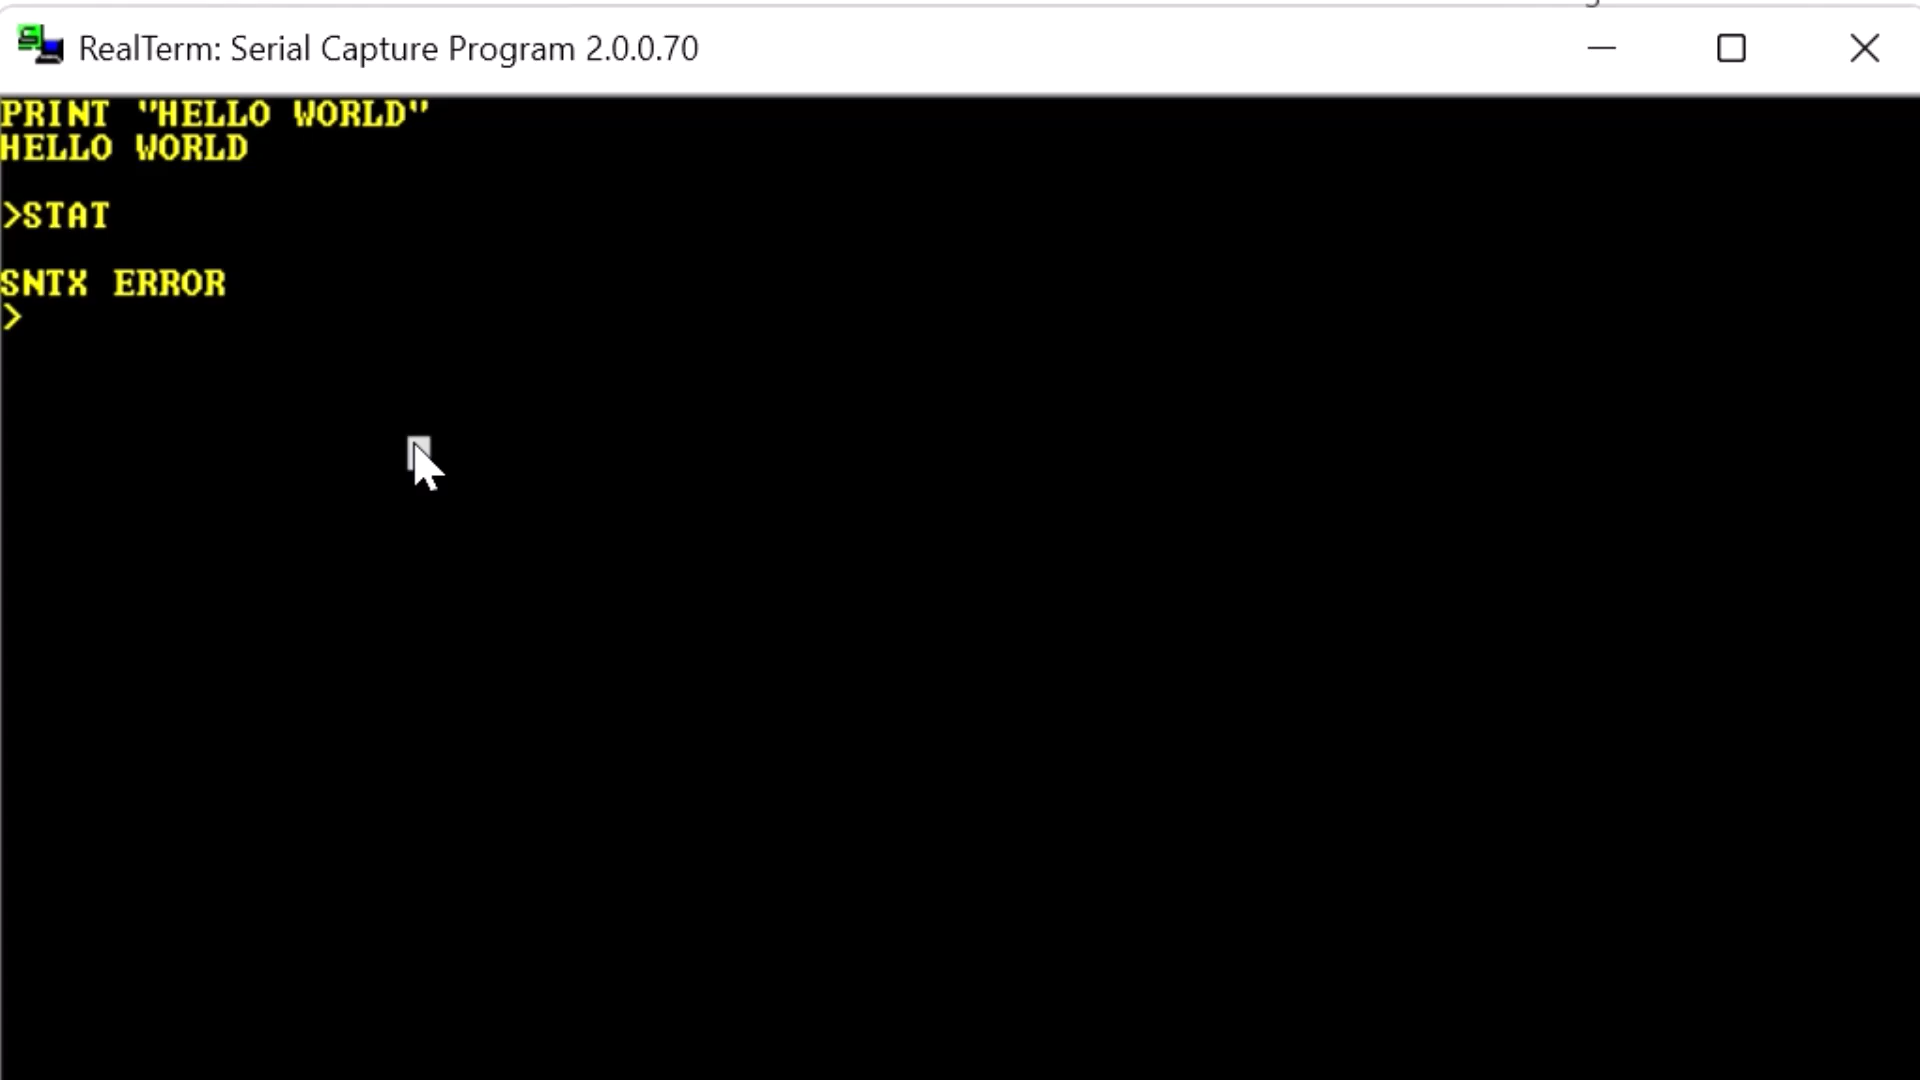 RealTerm: Serial Capture Program 2.0.0.70
PRINT "HELLO WORLD"
HELLO WORLD
>STAT
SNTX ERROR
>